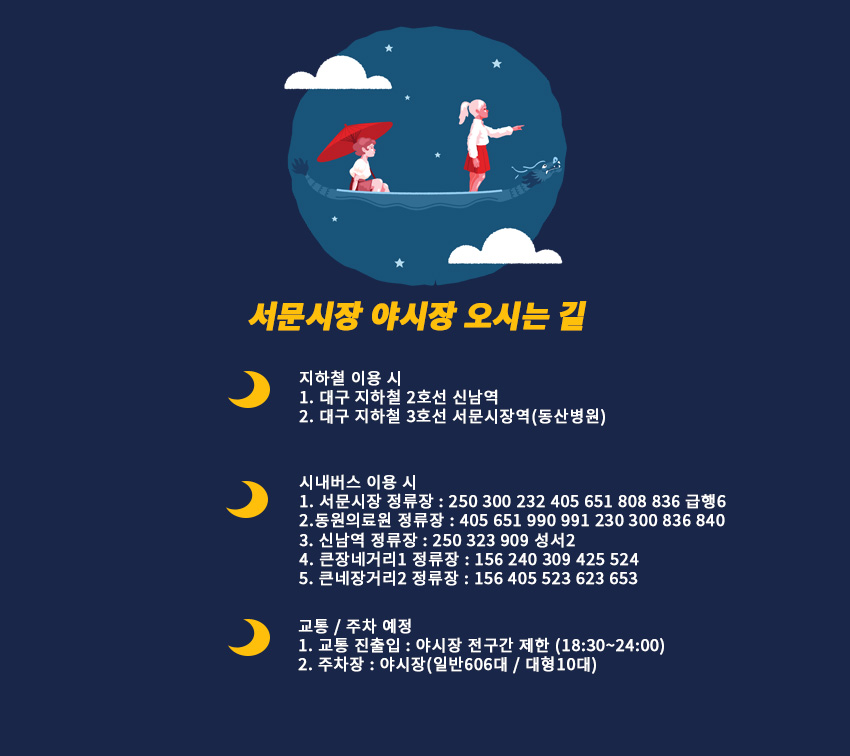 서문시장 야시장 오시는 길
지하철 이용 시
1. 대구 지하철 2호선 신남역
2. 대구 지하철 3호선 서문시장역(동산병원)
시내버스 이용 시
1. 서문시장 정류장 : 250 300 232 405 651 808 836 급행6
2.동원의료원 정류장 : 405 651 990 991 230 300 836 840
3. 신남역 정류장 : 250 323 909 성서2
4. 큰장네거리1 정류장 : 156 240 309 425 524
5. 큰네장거리2 정류장 : 156 405 523 623 653
교통 / 주차 예정
1. 교통 진출입 : 야시장 전구간 제한 (18:30~24:00)
2. 주차장 : 야시장(일반606대 / 대형10대)